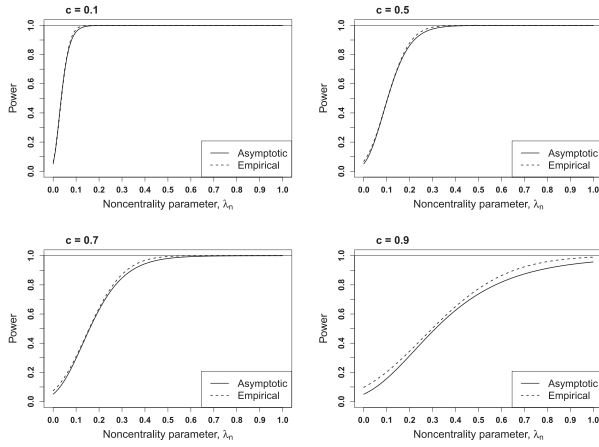 c = 0.1
Power
0.0 0.2 0.4 0.6 0.8 1.0
0.0 0.1 0.2 0.3 0.4 0.5 0.6 0.7 0.8 0.9 1.0
Noncentrality parameter, λn
Asymptotic
Empirical
c = 0.5
Power
0.0 0.2 0.4 0.6 0.8 1.0
0.0 0.1 0.2 0.3 0.4 0.5 0.6 0.7 0.8 0.9 1.0
Noncentrality parameter, λn
Asymptotic
Empirical
c = 0.7
Power
0.0 0.2 0.4 0.6 0.8 1.0
0.0 0.1 0.2 0.3 0.4 0.5 0.6 0.7 0.8 0.9 1.0
Noncentrality parameter, λn
Asymptotic
Empirical
c = 0.9
Power
0.0 0.2 0.4 0.6 0.8 1.0
0.0 0.1 0.2 0.3 0.4 0.5 0.6 0.7 0.8 0.9 1.0
Noncentrality parameter, λn
Asymptotic
Empirical